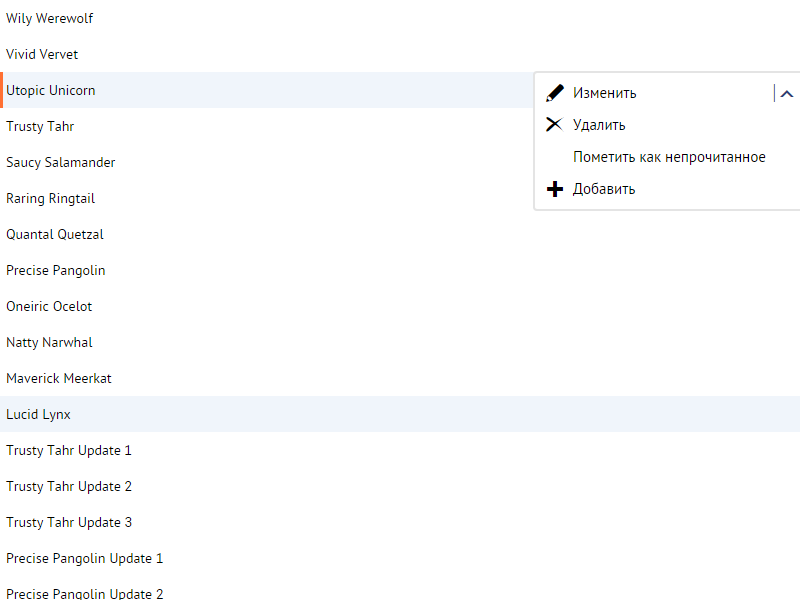 Wily Werewolf
Vivid Vervet
Utopic Unicorn
Изменить
Trusty Tahr
Удалить
Saucy Salamander
Пометить как непрочитанное
Raring Ringtail
Добавить
Quantal Quetzal
Precise Pangolin
Oneiric Ocelot
Natty Narwhal
Maverick Meerkat
Lucid Lynx
Trusty Tahr Update 1
Trusty Tahr Update 2
Trusty Tahr Update 3
Precise Pangolin Update 1
Precise Pangolin Update 2